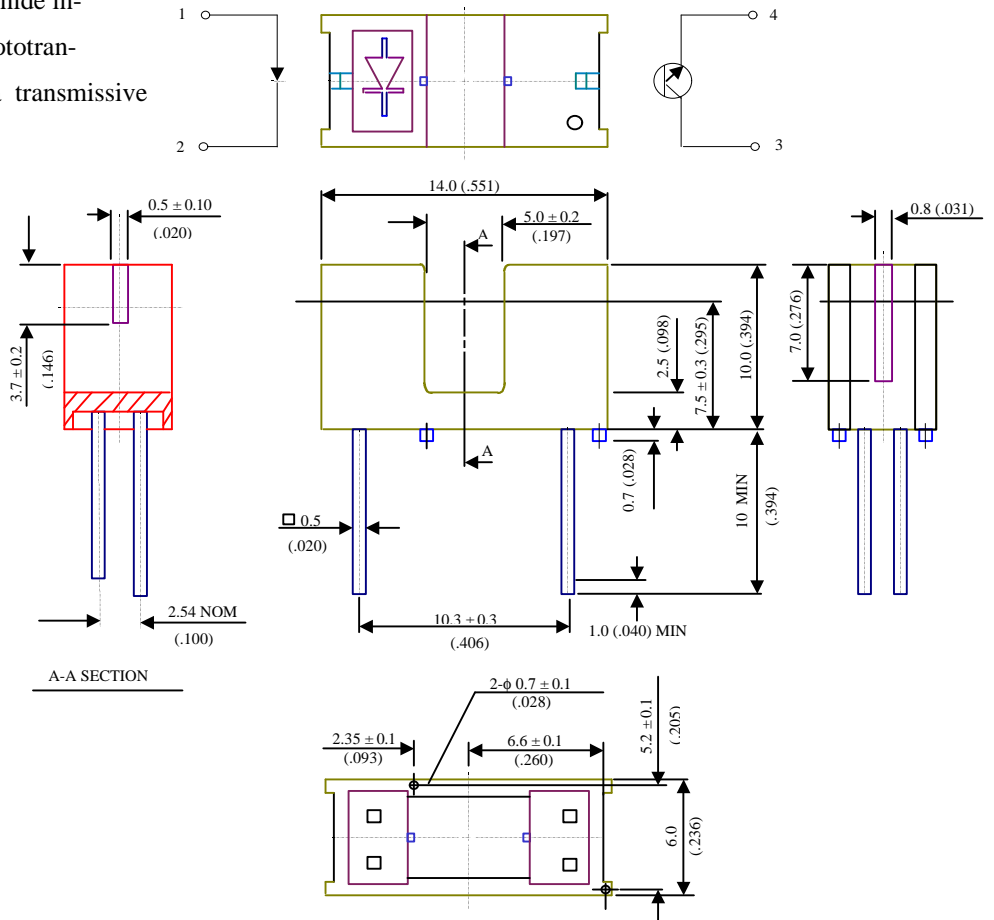 nide in-
ototran-
transmissive
1
2
4
3
14.0 (.551)
0.5 ± 0.10
(.020)
5.0 ± 0.2
(.197)
0.8 (.031)
A
3.7 ± 0.2
(.146)
2.5 (.098)
7.5 ± 0.3 (.295)
10.0 (.394)
7.0 (.276)
A
0.7 (.028)
10 MIN
(.394)
□ 0.5
(.020)
2.54 NOM
(.100)
10.3 ± 0.3
(.406)
1.0 (.040) MIN
A-A SECTION
2-ϕ 0.7 ± 0.1
(.028)
2.35 ± 0.1
(.093)
6.6 ± 0.1
(.260)
5.2 ± 0.1
(.205)
6.0
(.236)